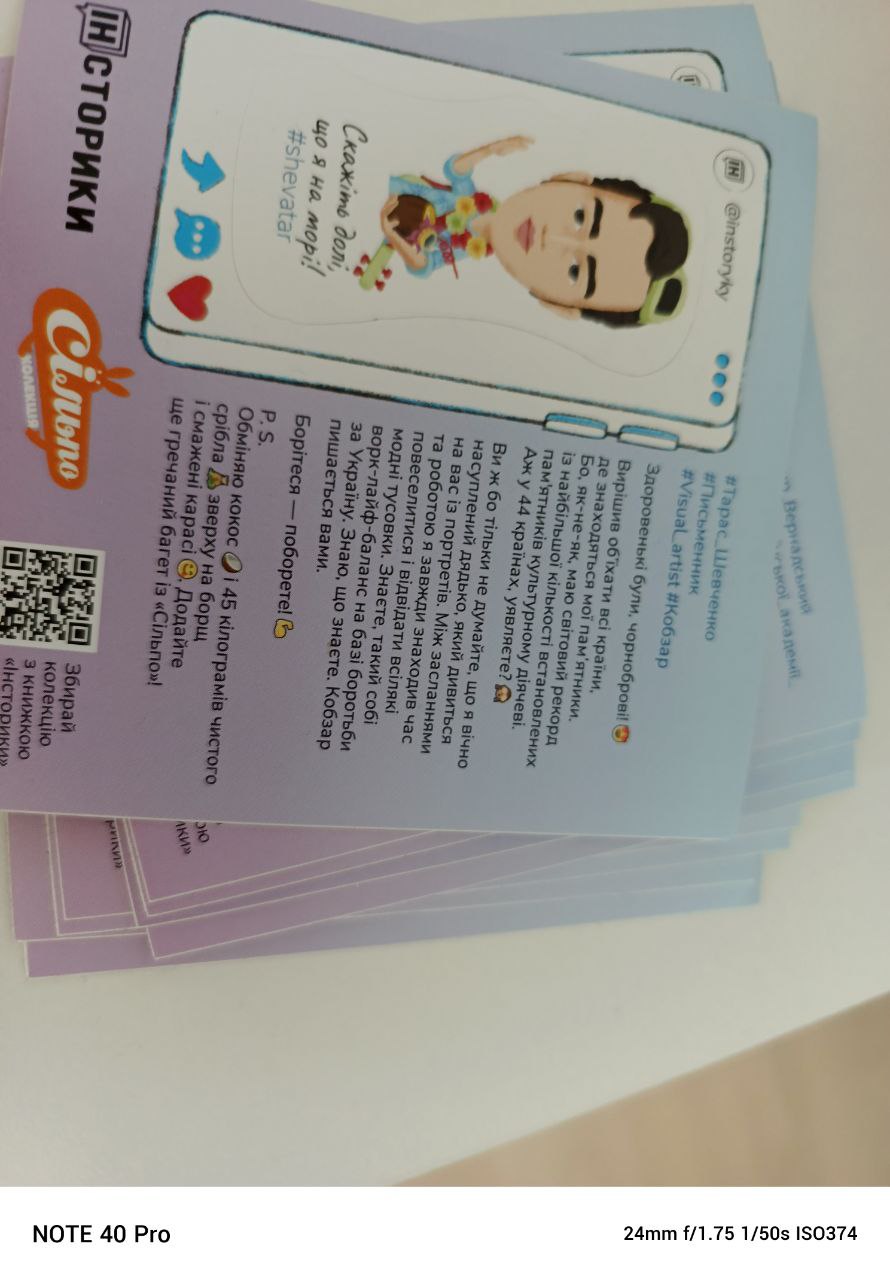 ІНСТОРИКИ
Сільпо
КОЛЕКЦІЯ
@instoryky
Скажіть долі,
що я на морі!
#shevatar
#Тарас_Шевченко
#Письменник
#Visual_artist #Кобзар
Здоровенькі були, чорноброві! 😍
Вирішив об'їхати всі країни,
де знаходяться мої пам'ятники.
Бо, як-не-як, маю світовий рекорд
із найбільшої кількості встановлених
пам'ятників культурному діячеві.
Аж у 44 країнах, уявляєте?
Ви ж бо тільки не думайте, що я вічно
насуплений дядько, який дивиться
на вас із портретів. Між засланнями
та роботою я завжди знаходив час
повеселитися і відвідати всілякі
модні тусовки. Знаєте, такий собі
ворк-лайф-баланс на базі боротьби
за Україну. Знаю, що знаєте. Кобзар
пишається вами.
Борітеся — поборете! 💪
P. S.
Обміняю кокос 🥥 і 45 кілограмів чистого
срібла зверху на борщ
і смажені карасі. Додайте
ще гречаний багет із «Сільпо»!
Збирай
колекцію
з книжкою
«Інсторики»
Вернадський
академії
NOTE 40 Pro
24mm f/1.75 1/50s ISO374